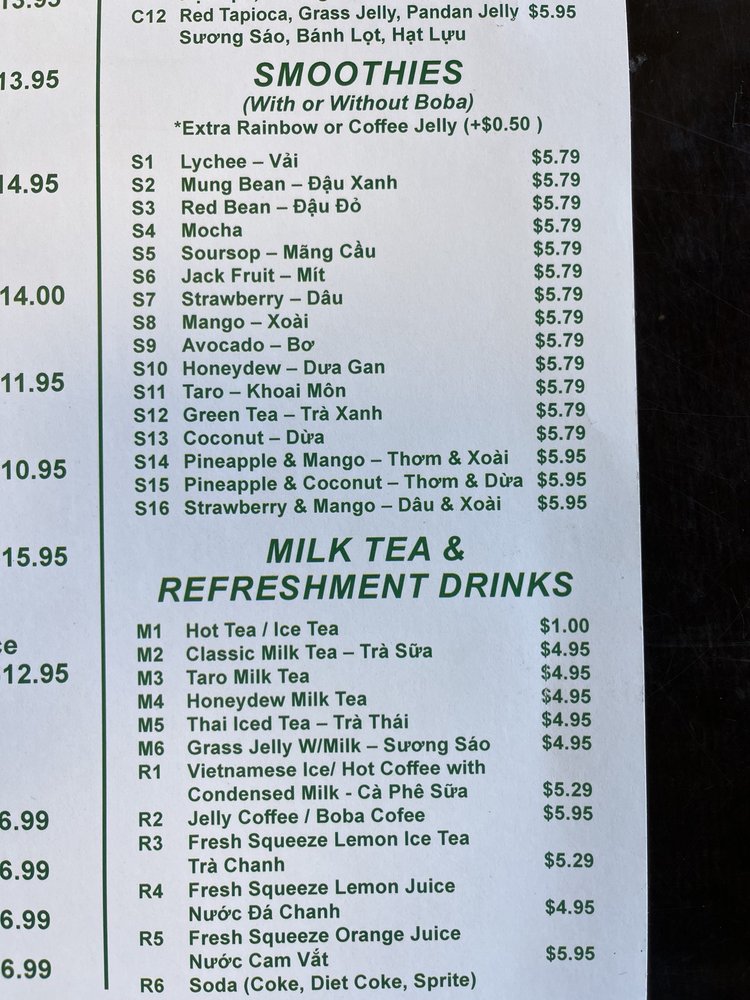 13.95
14.95
14.00
11.95
10.95
15.95
12.95
6.99
6.99
6.99
6.99
C12 Red Tapioca, Grass Jelly, Pandan Jelly $5.95
Sương Sáo, Bánh Lọt, Hạt Lựu
SMOOTHIES
(With or Without Boba)
*Extra Rainbow or Coffee Jelly (+$0.50 )
S1 Lychee – Vải $5.79
S2 Mung Bean – Đậu Xanh $5.79
S3 Red Bean – Đậu Đỏ $5.79
S4 Mocha $5.79
S5 Soursop – Mãng Cầu $5.79
S6 Jack Fruit – Mít $5.79
S7 Strawberry – Dâu $5.79
S8 Mango – Xoài $5.79
S9 Avocado – Bơ $5.79
S10 Honeydew – Dưa Gan $5.79
S11 Taro – Khoai Môn $5.79
S12 Green Tea – Trà Xanh $5.79
S13 Coconut – Dừa $5.79
S14 Pineapple & Mango – Thơm & Xoài $5.95
S15 Pineapple & Coconut – Thơm & Dừa $5.95
S16 Strawberry & Mango – Dâu & Xoài $5.95
MILK TEA &
REFRESHMENT DRINKS
M1 Hot Tea / Ice Tea $1.00
M2 Classic Milk Tea – Trà Sữa $4.95
M3 Taro Milk Tea $4.95
M4 Honeydew Milk Tea $4.95
M5 Thai Iced Tea – Trà Thái $4.95
M6 Grass Jelly W/Milk – Sương Sáo $4.95
R1 Vietnamese Ice/ Hot Coffee with
Condensed Milk - Cà Phê Sữa $5.29
R2 Jelly Coffee / Boba Cofee $5.95
R3 Fresh Squeeze Lemon Ice Tea
Trà Chanh $5.29
R4 Fresh Squeeze Lemon Juice
Nước Đá Chanh $4.95
R5 Fresh Squeeze Orange Juice
Nước Cam Vắt $5.95
R6 Soda (Coke, Diet Coke, Sprite)